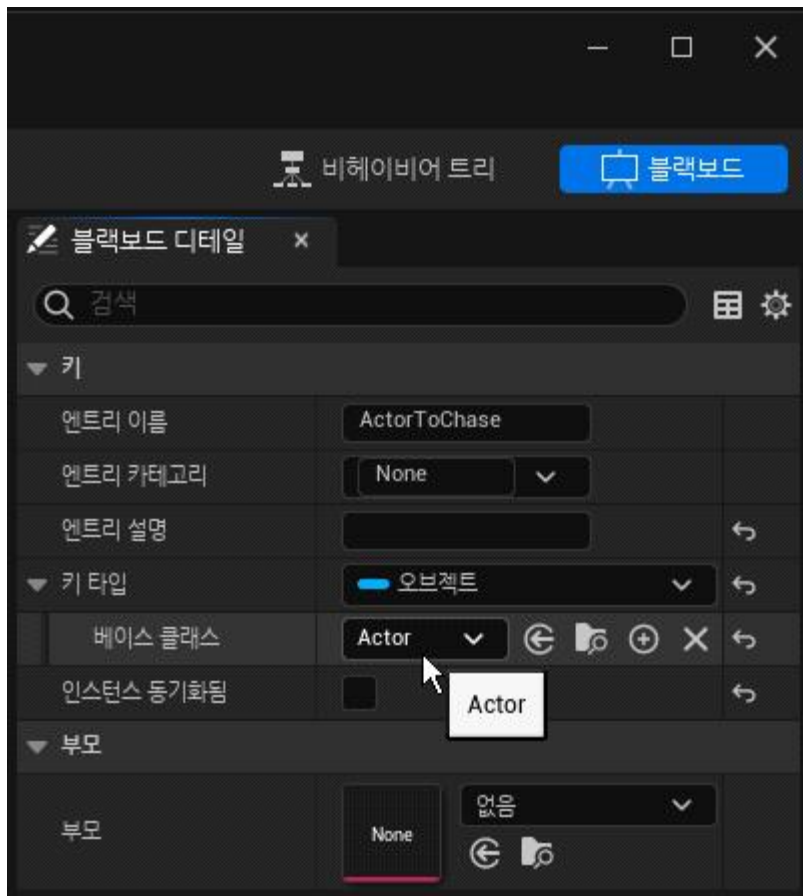 비헤이비어 트리
블랙보드
블랙보드 디테일
검색
키
엔트리 이름
ActorToChase
엔트리 카테고리
None
엔트리 설명
키 타입
오브젝트
베이스 클래스
Actor
Actor
인스턴스 동기화됨
부모
부모
None
없음